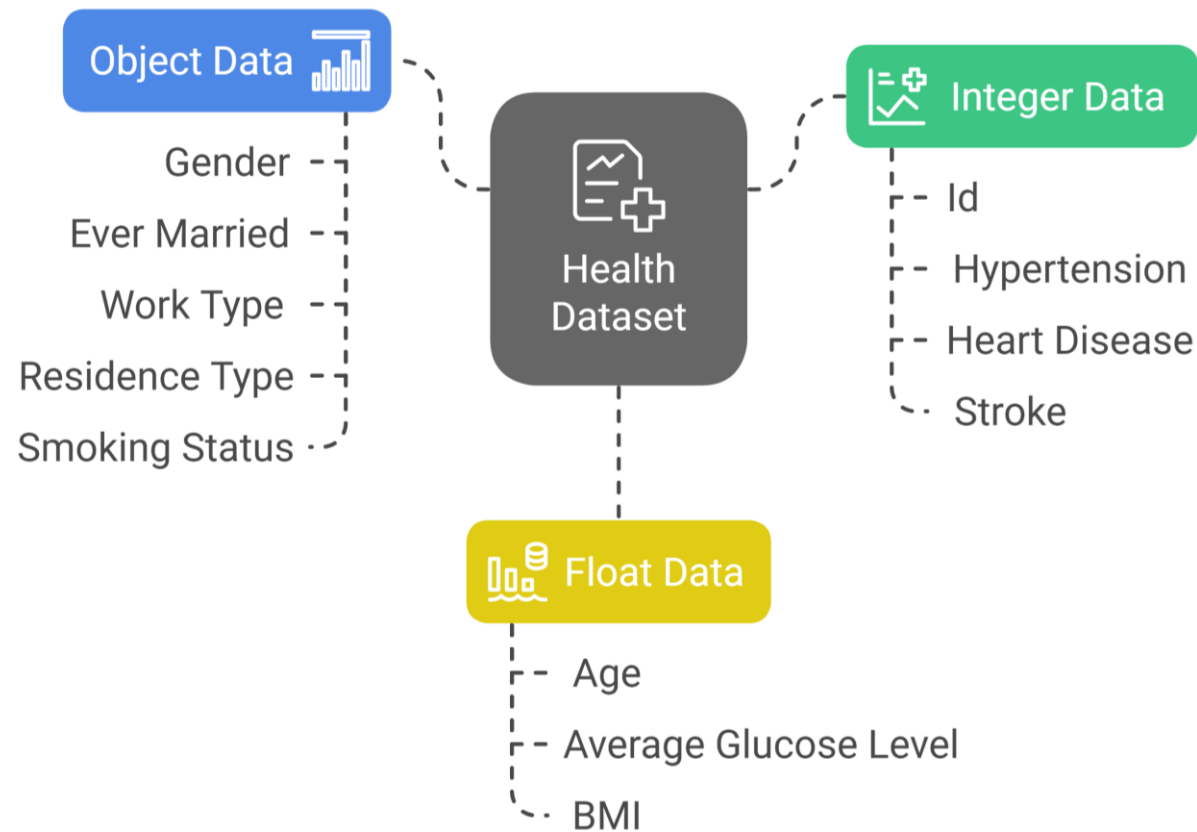 Object Data
Gender
Ever Married
Work Type
Residence Type
Smoking Status
Health
Dataset
Integer Data
Id
Hypertension
Heart Disease
Stroke
Float Data
Age
Average Glucose Level
BMI